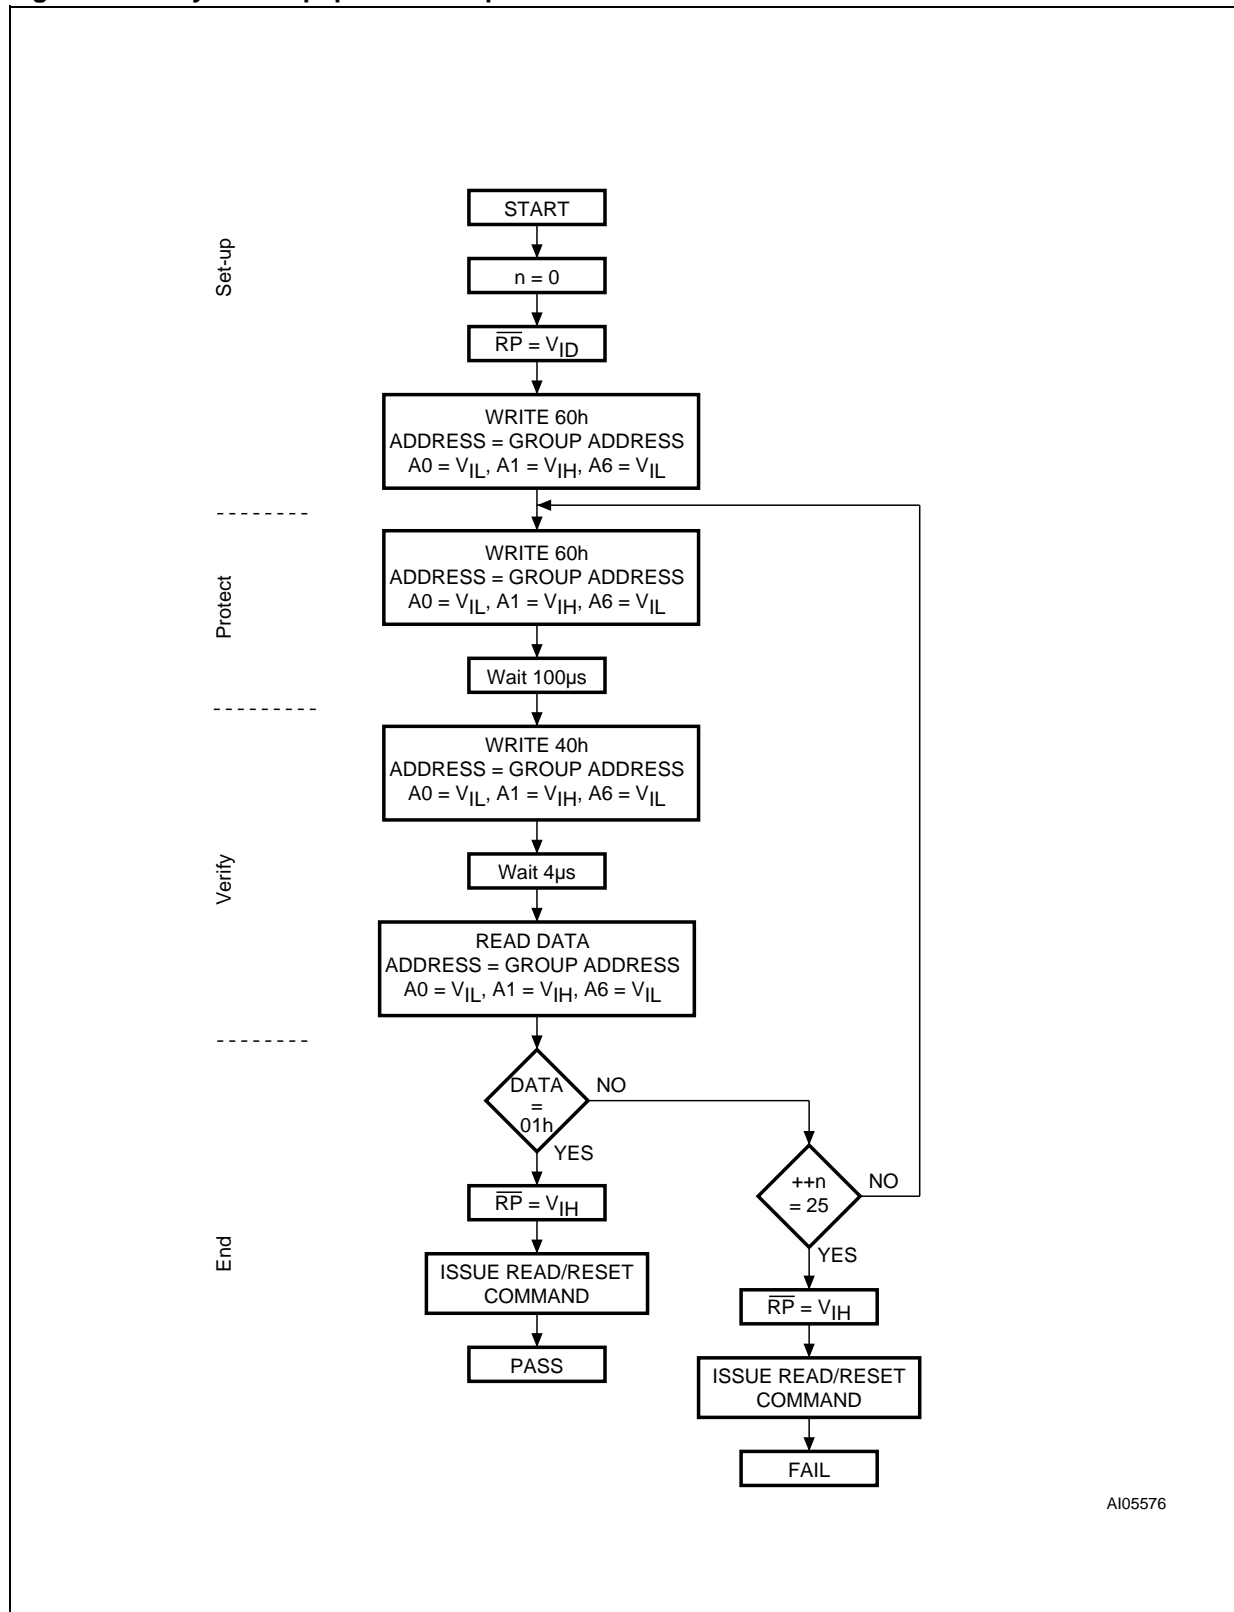 START
Set-up
n = 0
RP = VID
WRITE 60h
ADDRESS = GROUP ADDRESS
A0 = VIL, A1 = VIH, A6 = VIL
Protect
WRITE 60h
ADDRESS = GROUP ADDRESS
A0 = VIL, A1 = VIH, A6 = VIL
Wait 100µs
WRITE 40h
ADDRESS = GROUP ADDRESS
A0 = VIL, A1 = VIH, A6 = VIL
Verify
Wait 4µs
READ DATA
ADDRESS = GROUP ADDRESS
A0 = VIL, A1 = VIH, A6 = VIL
DATA
=
01h
NO
YES
++n
= 25
NO
YES
End
RP = VIH
ISSUE READ/RESET
COMMAND
PASS
RP = VIH
ISSUE READ/RESET
COMMAND
FAIL
AI05576